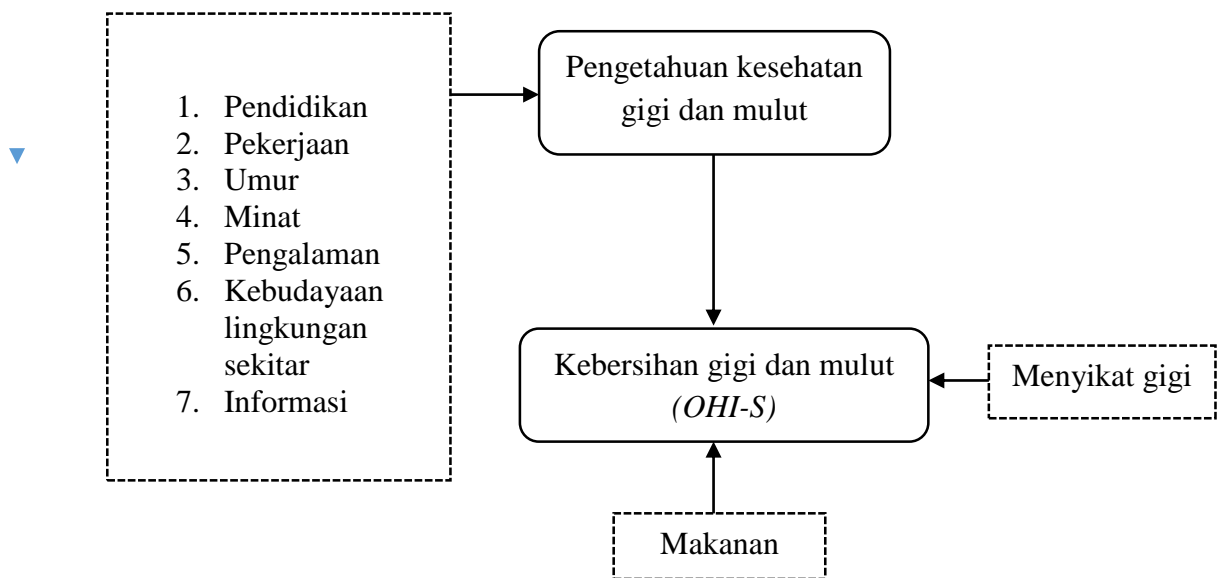 Pengetahuan kesehatan
gigi dan mulut
1. Pendidikan
2. Pekerjaan
3. Umur
4. Minat
5. Pengalaman
6. Kebudayaan
lingkungan
sekitar
7. Informasi
Kebersihan gigi dan mulut
(OHI-S)
Menyikat gigi
Makanan